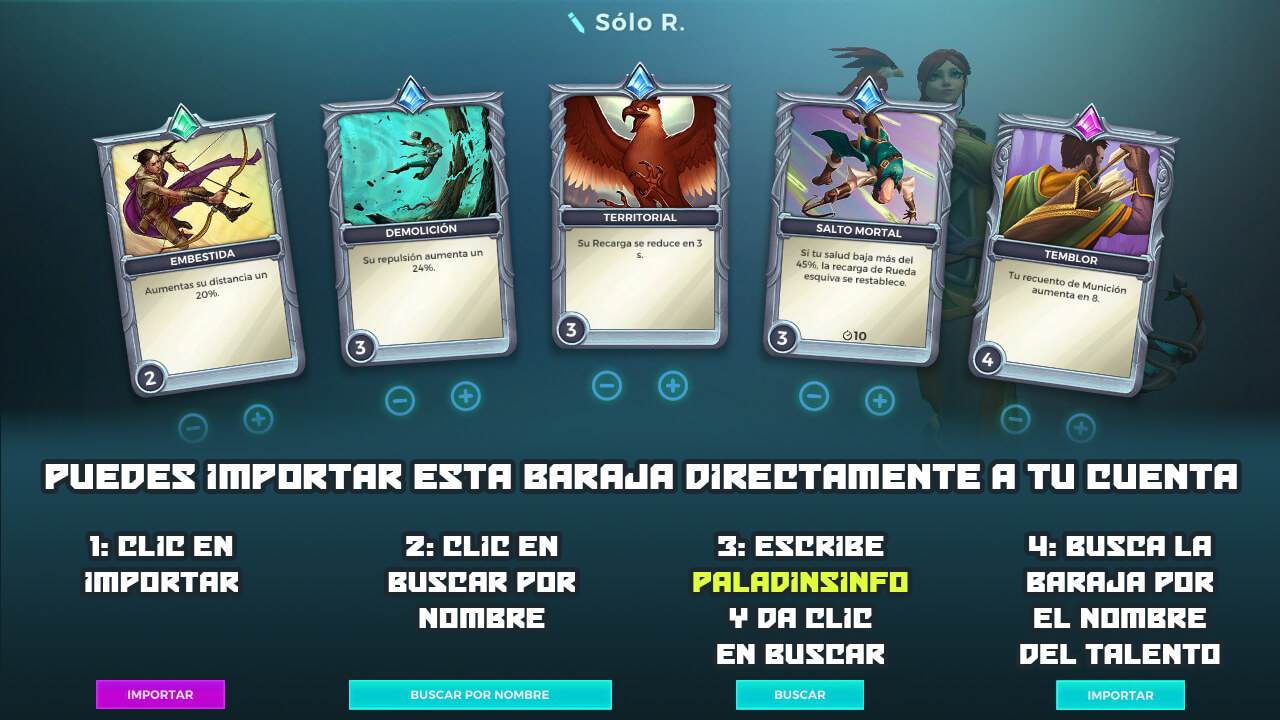 Sólo R.
EMBESTIDA
Aumentas su distancia un
20%.
2
DEMOLICIÓN
Su repulsión aumenta un
24%.
3
TERRITORIAL
Su Recarga se reduce en 3
s.
3
SALTO MORTAL
Si tu salud baja más del
45%, la recarga de Rueda
esquiva se restablece.
10
3
TEMBLOR
Tu recuento de Munición
aumenta en 8.
4
PUEDES IMPORTAR ESTA BARAJA DIRECTAMENTE A TU CUENTA
1: CLIC EN
IMPORTAR
IMPORTAR
2: CLIC EN
BUSCAR POR
NOMBRE
BUSCAR POR NOMBRE
3: ESCRIBE
PALADINSINFO
Y DA CLIC
EN BUSCAR
BUSCAR
4: BUSCA LA
BARAJA POR
EL NOMBRE
DEL TALENTO
IMPORTAR